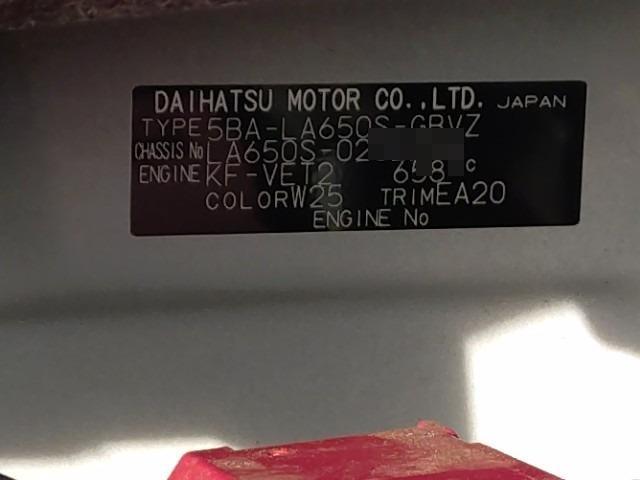 DAIHATSU MOTOR CO.,LTD. JAPAN
TYPE 5BA-LA650S-GBVZ
CHASSIS No LA650S-02
ENGINE KF-VET2 658 cc
COLOR W25 TRIM EA20
ENGINE No